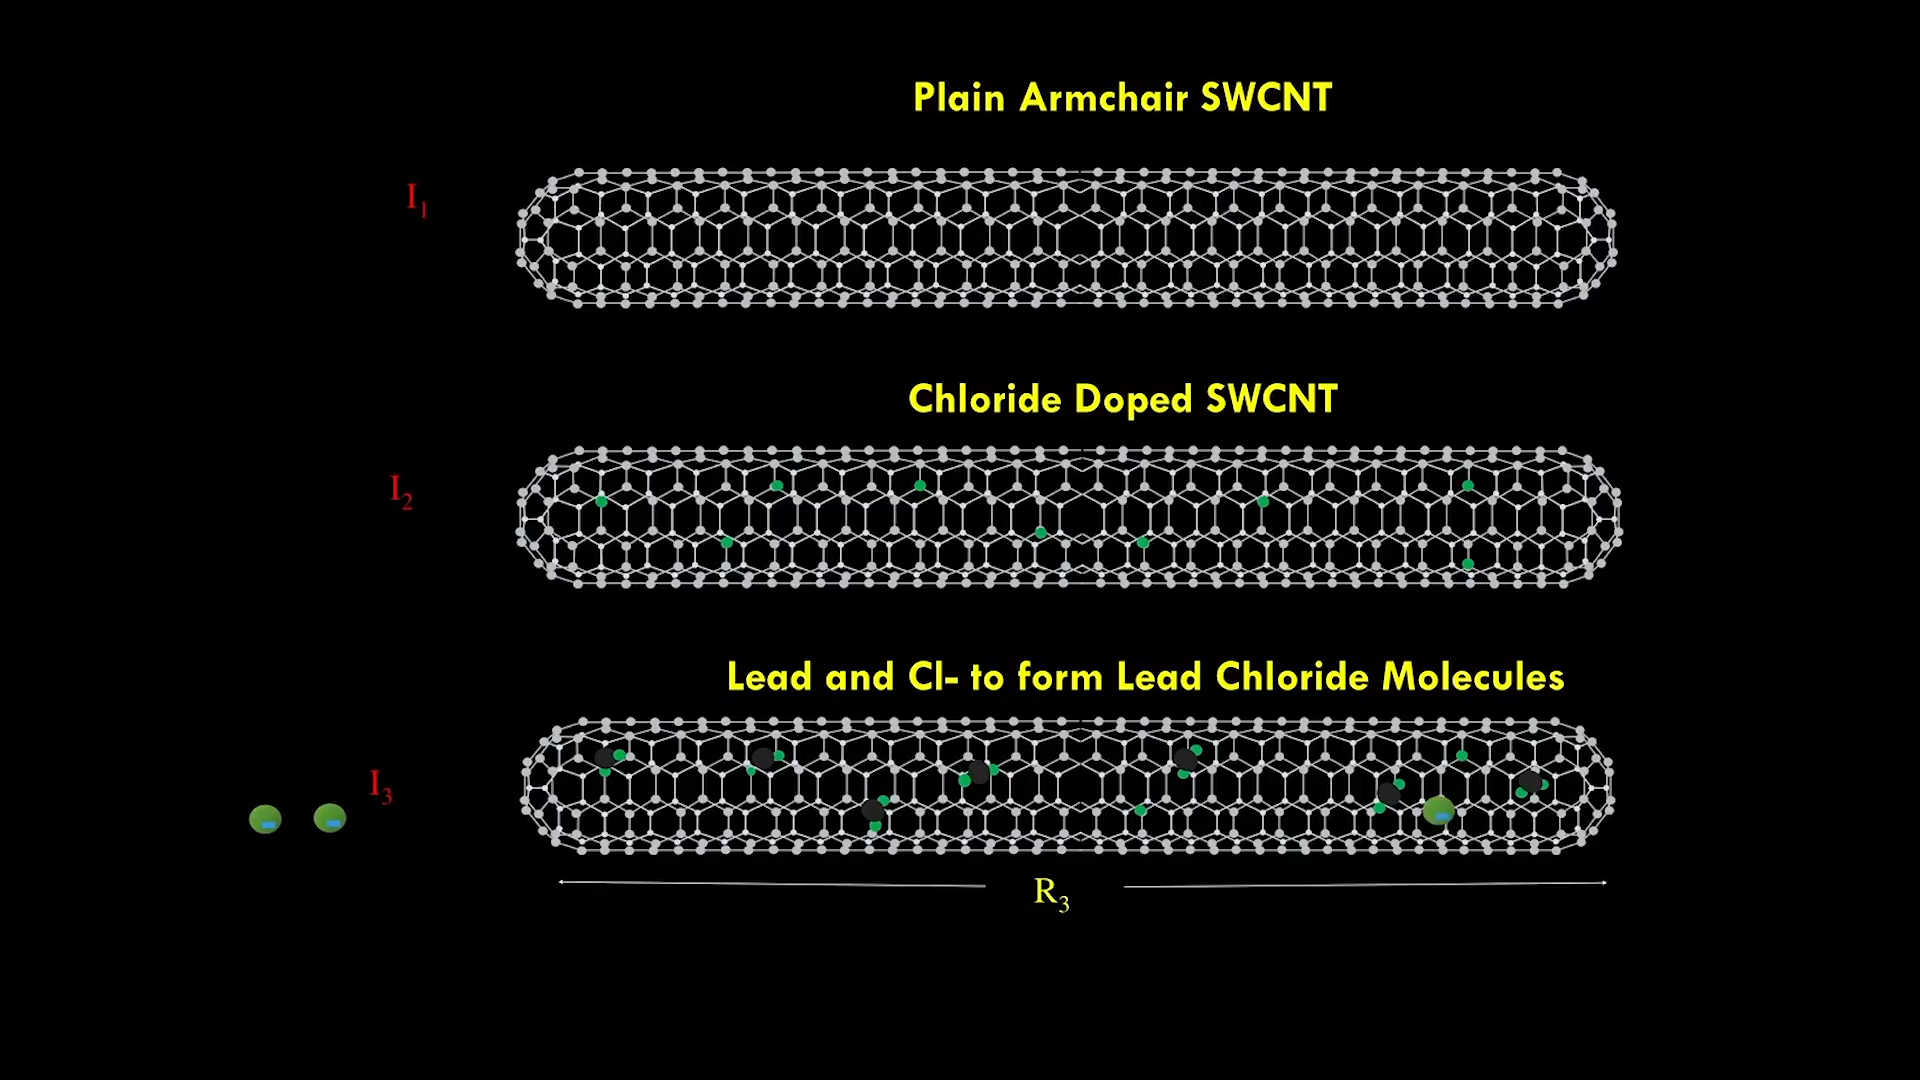 Plain Armchair SWCNT
I₁
Chloride Doped SWCNT
I₂
Lead and Cl- to form Lead Chloride Molecules
I₃
R₃